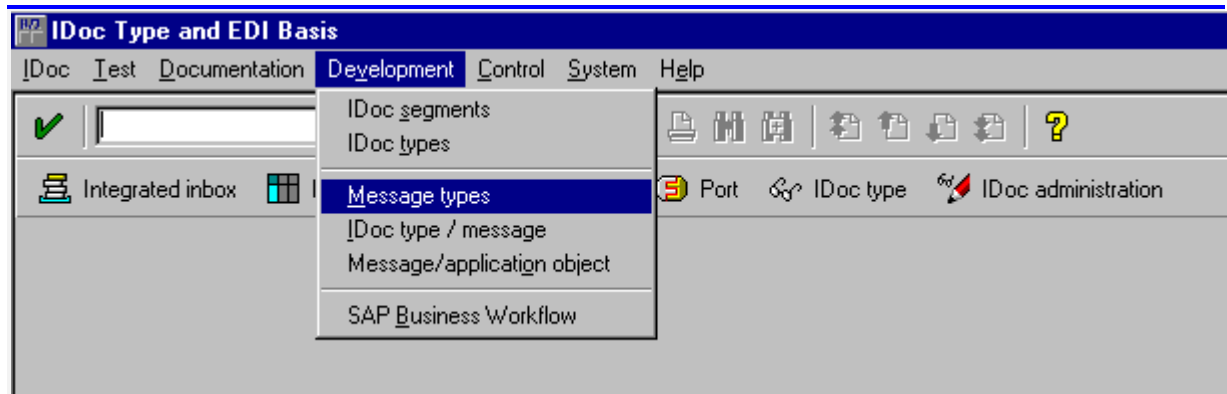 IDoc Type and EDI Basis
IDoc Test Documentation Development Control System Help
IDoc segments
IDoc types
Integrated inbox Port IDoc type IDoc administration
Message types
IDoc type / message
Message/application object
SAP Business Workflow